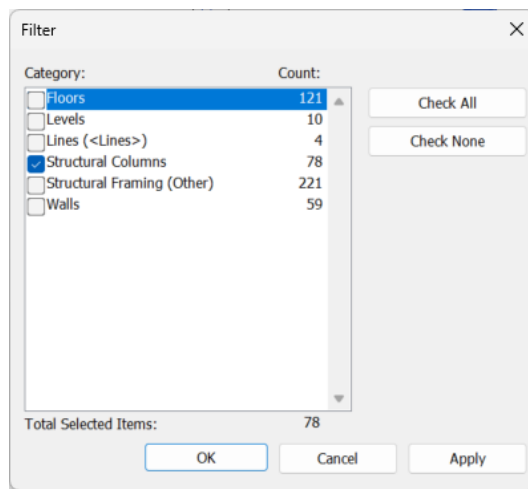 Filter
Category: Count:
Floors 121
Levels 10
Lines (<Lines>) 4
Structural Columns 78
Structural Framing (Other) 221
Walls 59
Check All
Check None
Total Selected Items: 78
OK Cancel Apply